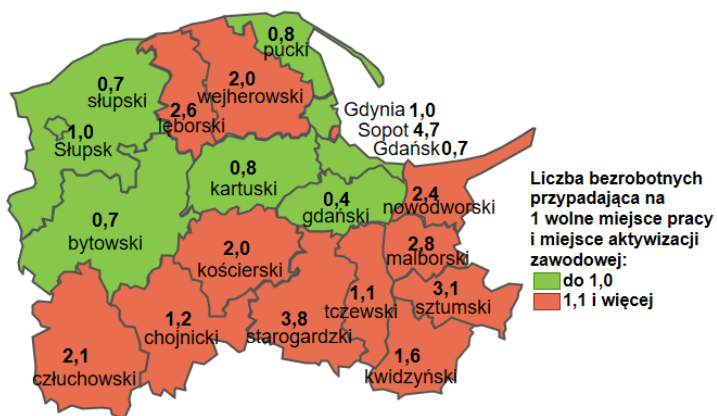 0,8
pucki
0,7
słupski
2,0
wejherowski
2,6
lęborski
Gdynia 1,0
Sopot 4,7
Gdańsk 0,7
1,0
Słupsk
0,8
kartuski
0,4
gdański
2,4
nowodworski
0,7
bytowski
2,0
kościerski
2,8
malborski
3,1
sztumski
1,1
tczewski
1,2
chojnicki
3,8
starogardzki
2,1
człuchowski
1,6
kwidzyński
Liczba bezrobotnych
przypadająca na
1 wolne miejsce pracy
i miejsce aktywizacji
zawodowej:
do 1,0
1,1 i więcej